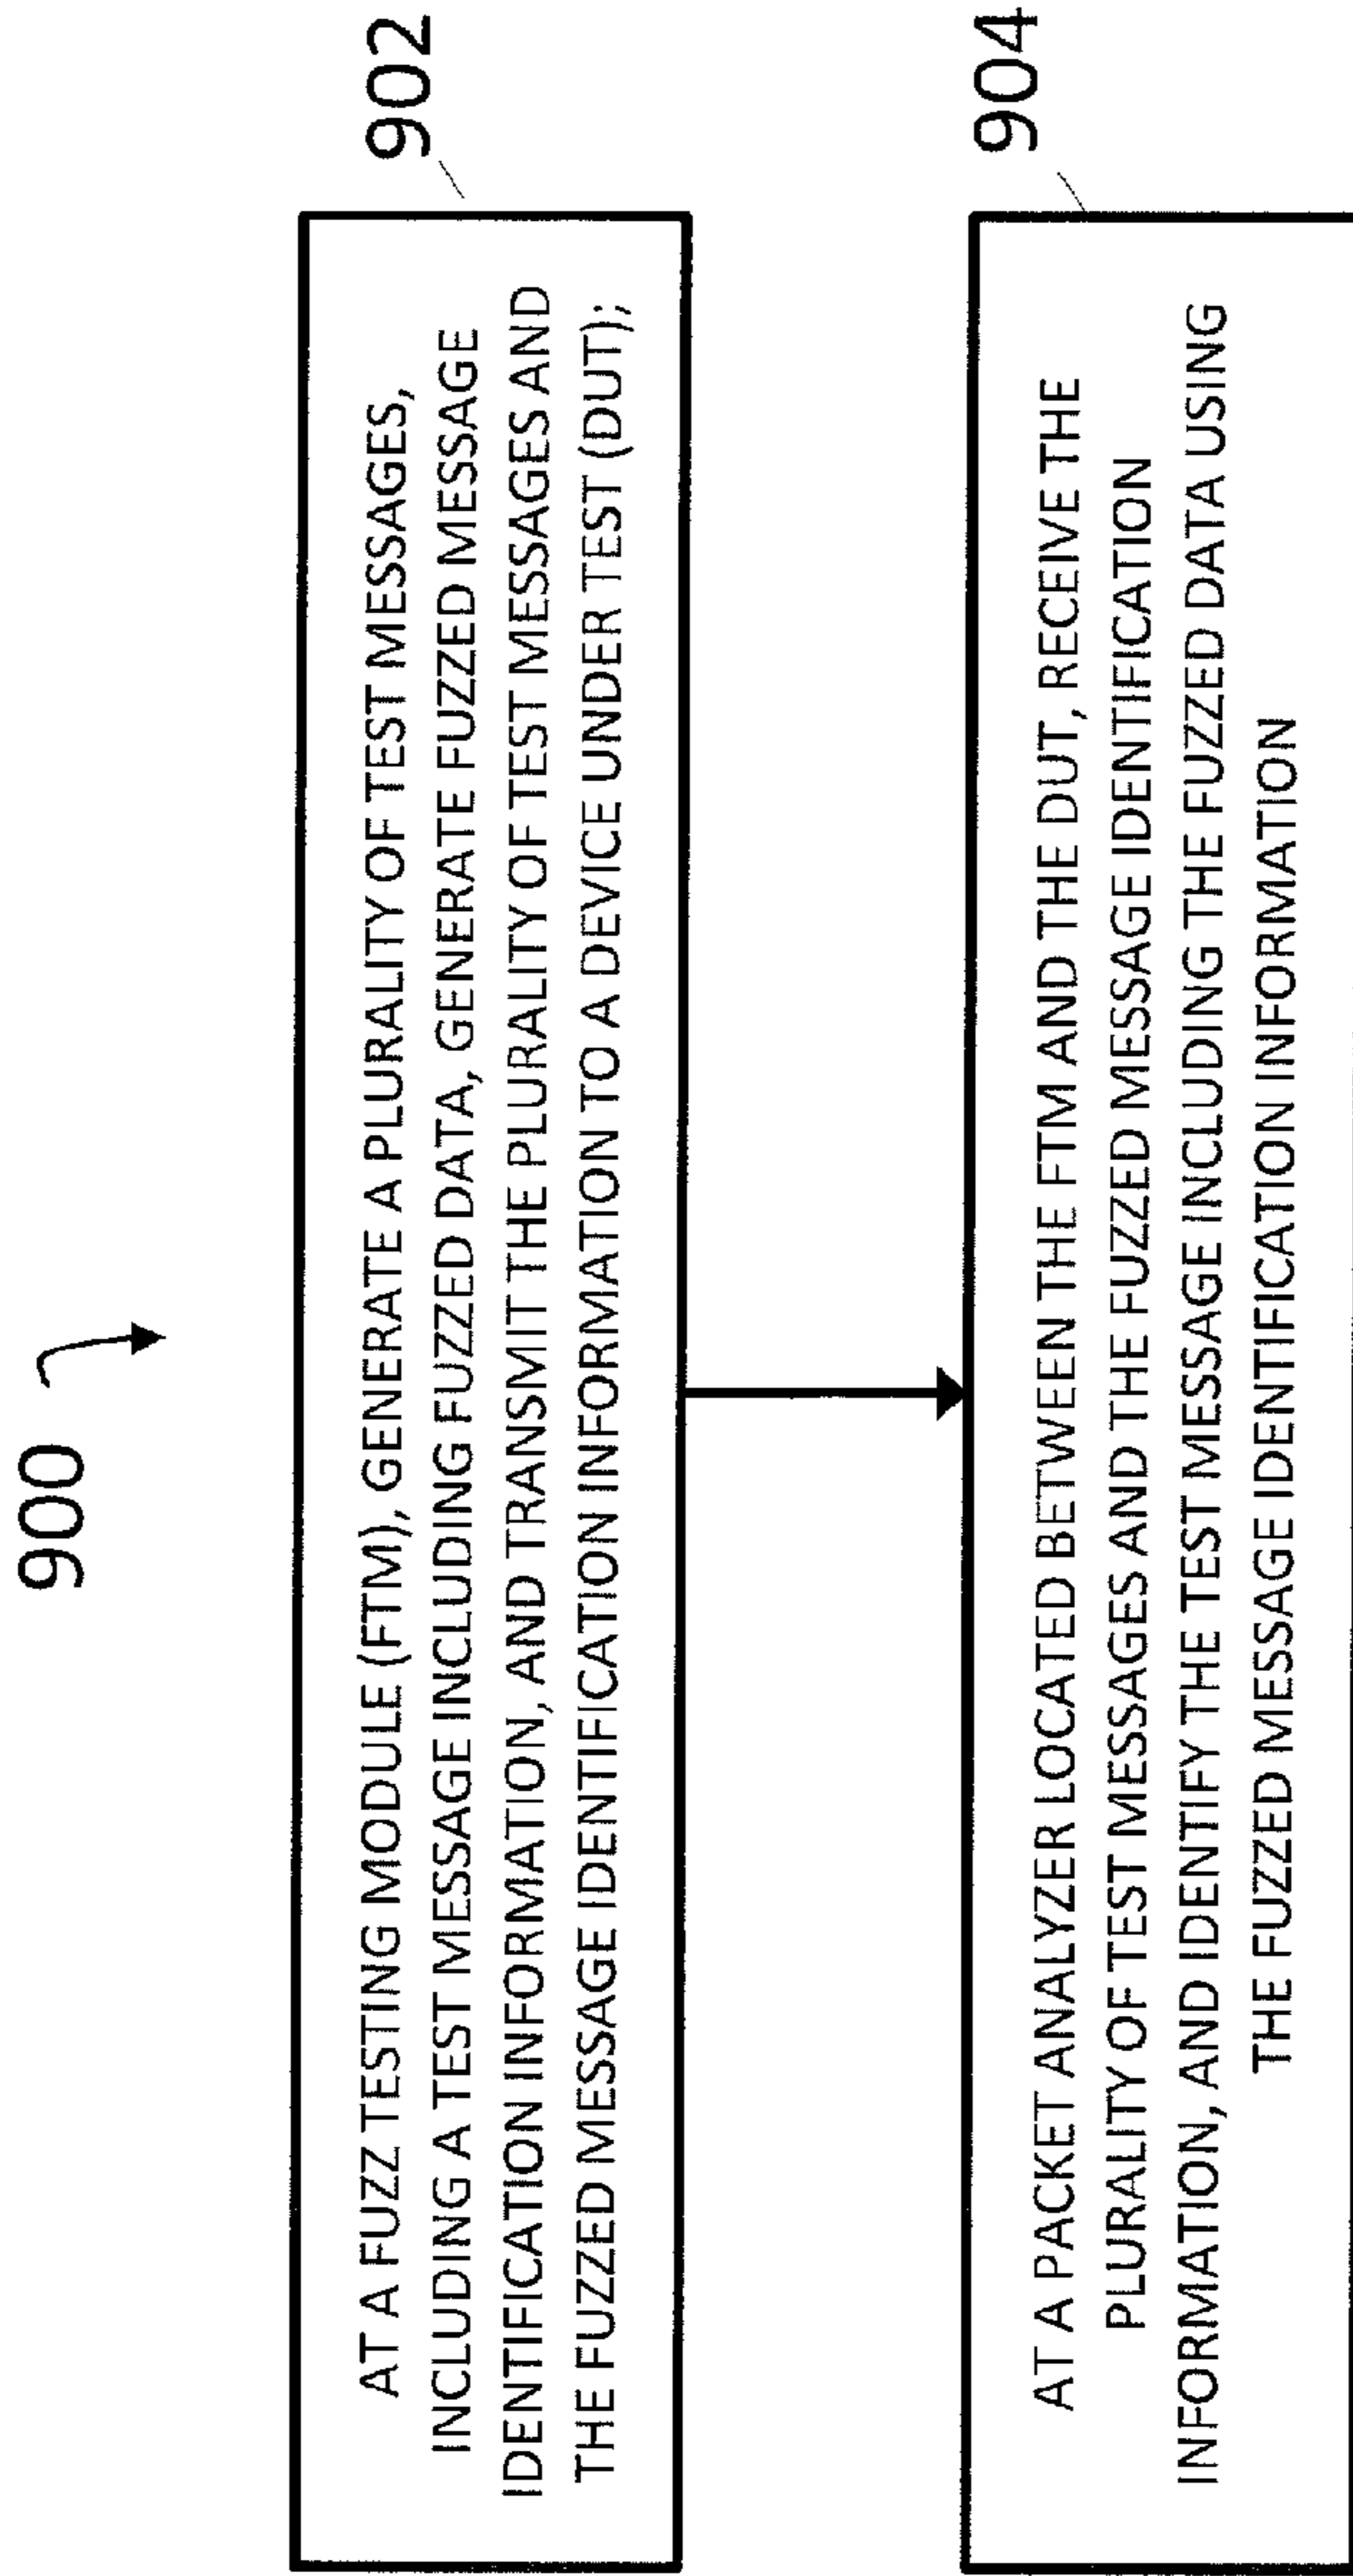 900
902
AT A FUZZ TESTING MODULE (FTM), GENERATE A PLURALITY OF TEST MESSAGES,
INCLUDING A TEST MESSAGE INCLUDING FUZZED DATA, GENERATE FUZZED MESSAGE
IDENTIFICATION INFORMATION, AND TRANSMIT THE PLURALITY OF TEST MESSAGES AND
THE FUZZED MESSAGE IDENTIFICATION INFORMATION TO A DEVICE UNDER TEST (DUT);
904
AT A PACKET ANALYZER LOCATED BETWEEN THE FTM AND THE DUT, RECEIVE THE
PLURALITY OF TEST MESSAGES AND THE FUZZED MESSAGE IDENTIFICATION
INFORMATION, AND IDENTIFY THE TEST MESSAGE INCLUDING THE FUZZED DATA USING
THE FUZZED MESSAGE IDENTIFICATION INFORMATION